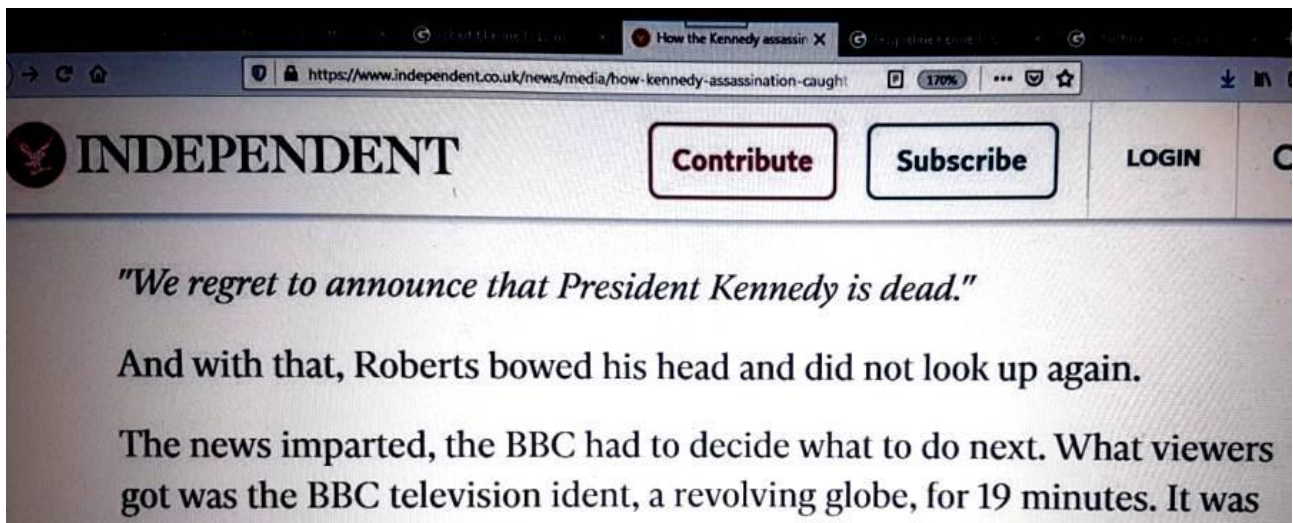 How the Kennedy assassin
https://www.independent.co.uk/news/media/how-kennedy-assassination-caught
170%
INDEPENDENT
Contribute
Subscribe
LOGIN
"We regret to announce that President Kennedy is dead."
And with that, Roberts bowed his head and did not look up again.
The news imparted, the BBC had to decide what to do next. What viewers
got was the BBC television ident, a revolving globe, for 19 minutes. It was